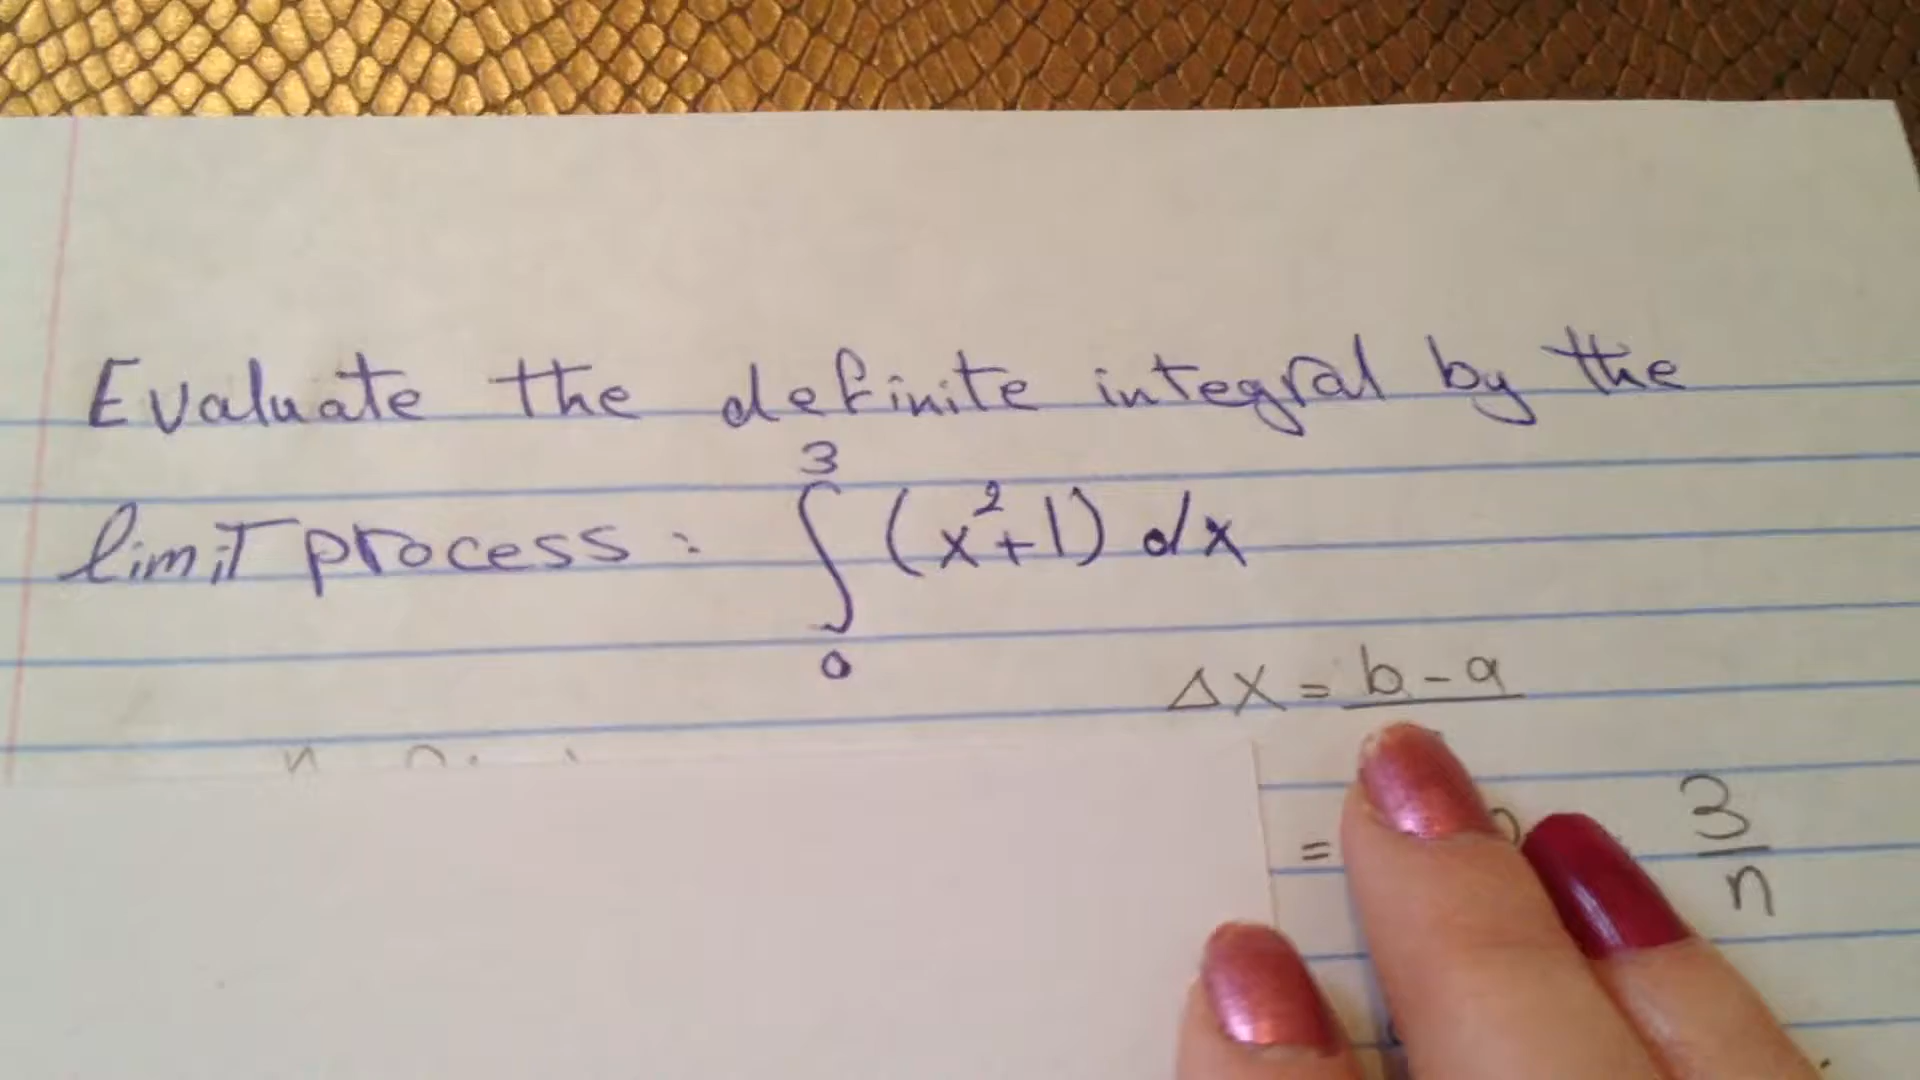 Evaluate the definite integral by the
limit process: ∫₀³ (x²+1) dx
Δx = b-a
= 3/n